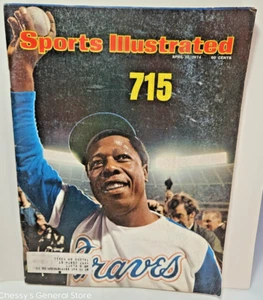 Sports Illustrated
APRIL 15, 1974 60 CENTS
715
Braves
Chessy's General Store